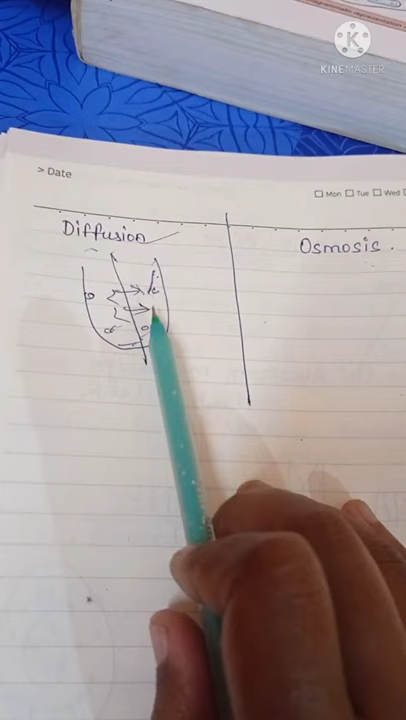 KINEMASTER
> Date
Mon Tue Wed
Diffusion
Osmosis.